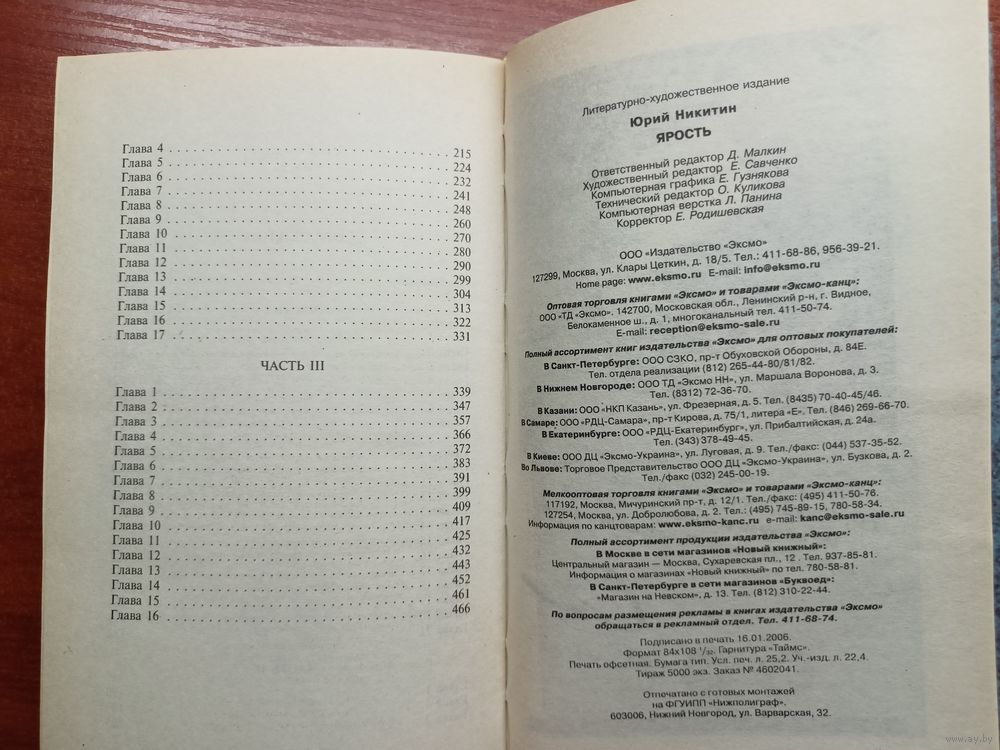 Глава 4 . . . . . . . . . . . . . . . . . . . . . . . . . . . . . . 215
Глава 5 . . . . . . . . . . . . . . . . . . . . . . . . . . . . . . 224
Глава 6 . . . . . . . . . . . . . . . . . . . . . . . . . . . . . . 232
Глава 7 . . . . . . . . . . . . . . . . . . . . . . . . . . . . . . 241
Глава 8 . . . . . . . . . . . . . . . . . . . . . . . . . . . . . . 248
Глава 9 . . . . . . . . . . . . . . . . . . . . . . . . . . . . . . 260
Глава 10 . . . . . . . . . . . . . . . . . . . . . . . . . . . . . . 270
Глава 11 . . . . . . . . . . . . . . . . . . . . . . . . . . . . . . 280
Глава 12 . . . . . . . . . . . . . . . . . . . . . . . . . . . . . . 290
Глава 13 . . . . . . . . . . . . . . . . . . . . . . . . . . . . . . 299
Глава 14 . . . . . . . . . . . . . . . . . . . . . . . . . . . . . . 304
Глава 15 . . . . . . . . . . . . . . . . . . . . . . . . . . . . . . 313
Глава 16 . . . . . . . . . . . . . . . . . . . . . . . . . . . . . . 322
Глава 17 . . . . . . . . . . . . . . . . . . . . . . . . . . . . . . 331
ЧАСТЬ III
Глава 1 . . . . . . . . . . . . . . . . . . . . . . . . . . . . . . 339
Глава 2 . . . . . . . . . . . . . . . . . . . . . . . . . . . . . . 347
Глава 3 . . . . . . . . . . . . . . . . . . . . . . . . . . . . . . 357
Глава 4 . . . . . . . . . . . . . . . . . . . . . . . . . . . . . . 366
Глава 5 . . . . . . . . . . . . . . . . . . . . . . . . . . . . . . 372
Глава 6 . . . . . . . . . . . . . . . . . . . . . . . . . . . . . . 383
Глава 7 . . . . . . . . . . . . . . . . . . . . . . . . . . . . . . 391
Глава 8 . . . . . . . . . . . . . . . . . . . . . . . . . . . . . . 399
Глава 9 . . . . . . . . . . . . . . . . . . . . . . . . . . . . . . 409
Глава 10 . . . . . . . . . . . . . . . . . . . . . . . . . . . . . . 417
Глава 11 . . . . . . . . . . . . . . . . . . . . . . . . . . . . . . 425
Глава 12 . . . . . . . . . . . . . . . . . . . . . . . . . . . . . . 432
Глава 13 . . . . . . . . . . . . . . . . . . . . . . . . . . . . . . 443
Глава 14 . . . . . . . . . . . . . . . . . . . . . . . . . . . . . . 452
Глава 15 . . . . . . . . . . . . . . . . . . . . . . . . . . . . . . 461
Глава 16 . . . . . . . . . . . . . . . . . . . . . . . . . . . . . . 466
Литературно-художественное издание
Юрий Никитин
ЯРОСТЬ
Ответственный редактор Д. Малкин
Художественный редактор Е. Савченко
Компьютерная графика Е. Гузнякова
Технический редактор О. Куликова
Компьютерная верстка Л. Панина
Корректор Е. Родишевская
ООО «Издательство «Эксмо»
127299, Москва, ул. Клары Цеткин, д. 18/5. Тел.: 411-68-86, 956-39-21.
Home page: www.eksmo.ru E-mail: info@eksmo.ru
Оптовая торговля книгами «Эксмо» и товарами «Эксмо-канц»:
ООО «ТД «Эксмо». 142700, Московская обл., Ленинский р-н, г. Видное,
Белокаменное ш., д. 1, многоканальный тел. 411-50-74.
E-mail: reception@eksmo-sale.ru
Полный ассортимент книг издательства «Эксмо» для оптовых покупателей:
В Санкт-Петербурге: ООО СЗКО, пр-т Обуховской Обороны, д. 84Е.
Тел. отдела реализации (812) 265-44-80/81/82.
В Нижнем Новгороде: ООО ТД «Эксмо НН», ул. Маршала Воронова, д. 3.
Тел. (8312) 72-36-70.
В Казани: ООО «НКП Казань», ул. Фрезерная, д. 5. Тел. (8435) 70-40-45/46.
В Самаре: ООО «РДЦ-Самара», пр-т Кирова, д. 75/1, литера «Е». Тел. (846) 269-66-70.
В Екатеринбурге: ООО «РДЦ-Екатеринбург», ул. Прибалтийская, д. 24а.
Тел. (343) 378-49-45.
В Киеве: ООО ДЦ «Эксмо-Украина», ул. Луговая, д. 9. Тел./факс: (044) 537-35-52.
Во Львове: Торговое Представительство ООО ДЦ «Эксмо-Украина», ул. Бузкова, д. 2.
Тел./факс (032) 245-00-19.
Мелкооптовая торговля книгами «Эксмо» и товарами «Эксмо-канц»:
117192, Москва, Мичуринский пр-т, д. 12/1. Тел./факс: (495) 411-50-76.
127254, Москва, ул. Добролюбова, д. 2. Тел.: (495) 745-89-15, 780-58-34.
Информация по канцтоварам: www.eksmo-kanc.ru e-mail: kanc@eksmo-sale.ru
Полный ассортимент продукции издательства «Эксмо»:
В Москве в сети магазинов «Новый книжный»:
Центральный магазин — Москва, Сухаревская пл., 12 . Тел. 937-85-81.
Информация о магазинах «Новый книжный» по тел. 780-58-81.
В Санкт-Петербурге в сети магазинов «Буквоед»:
«Магазин на Невском», д. 13. Тел. (812) 310-22-44.
По вопросам размещения рекламы в книгах издательства «Эксмо»
обращаться в рекламный отдел. Тел. 411-68-74.
Подписано в печать 16.01.2006.
Формат 84x108 1/32. Гарнитура «Таймс».
Печать офсетная. Бумага тип. Усл. печ. л. 25,2. Уч.-изд. л. 22,4.
Тираж 5000 экз. Заказ № 4602041.
Отпечатано с готовых монтажей
на ФГУИПП «Нижполиграф».
603006, Нижний Новгород, ул. Варварская, 32.
www.ay.by